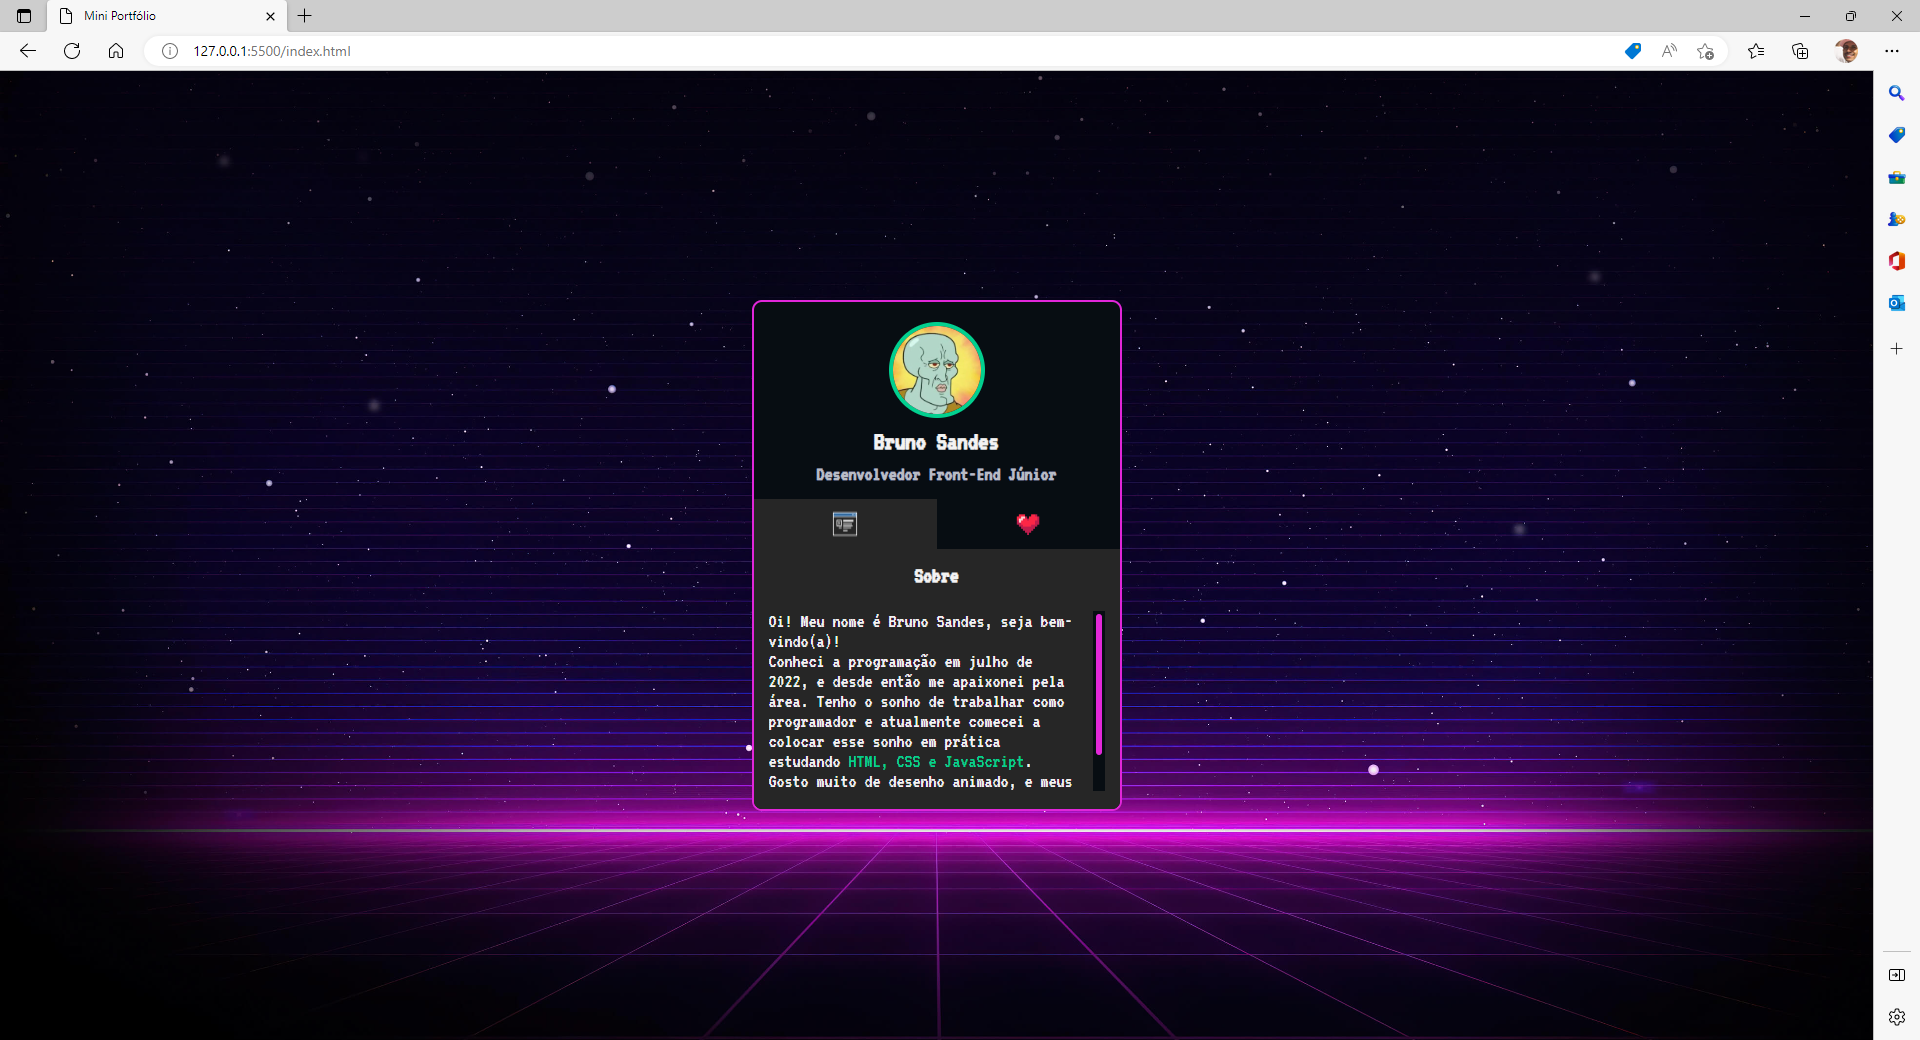 Mini Portfólio
127.0.0.1:5500/index.html
Bruno Sandes
Desenvolvedor Front-End Júnior
Sobre
Oi! Meu nome é Bruno Sandes, seja bem-
vindo(a)!
Conheci a programação em julho de
2022, e desde então me apaixonei pela
área. Tenho o sonho de trabalhar como
programador e atualmente comecei a
colocar esse sonho em prática
estudando HTML, CSS e JavaScript.
Gosto muito de desenho animado, e meus